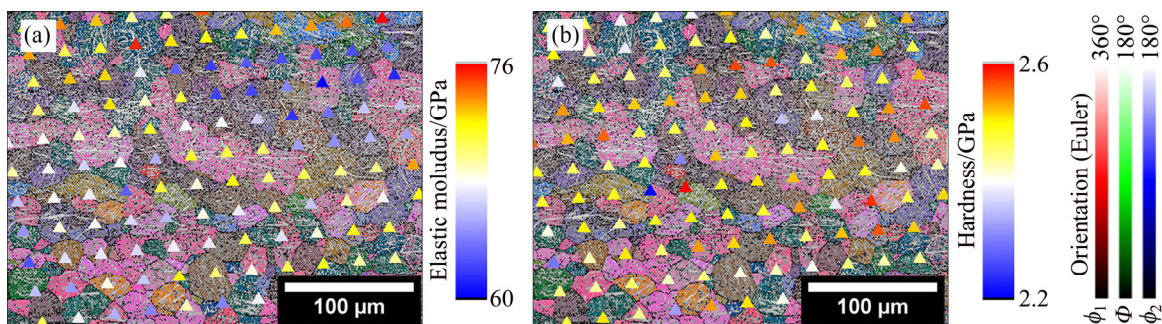 (a)
76
Elastic moludus/GPa
60
100 µm
(b)
2.6
Hardness/GPa
2.2
100 µm
360°
180°
180°
Orientation (Euler)
ϕ1
Φ
ϕ2